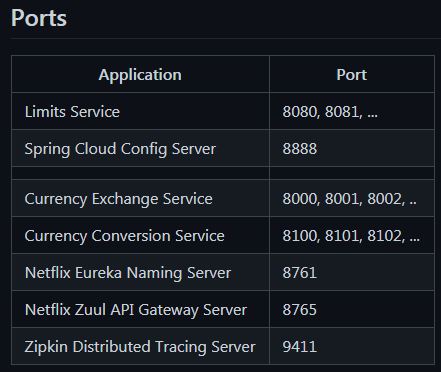 Ports
Application Port
Limits Service 8080, 8081, ...
Spring Cloud Config Server 8888
Currency Exchange Service 8000, 8001, 8002, ..
Currency Conversion Service 8100, 8101, 8102, ...
Netflix Eureka Naming Server 8761
Netflix Zuul API Gateway Server 8765
Zipkin Distributed Tracing Server 9411